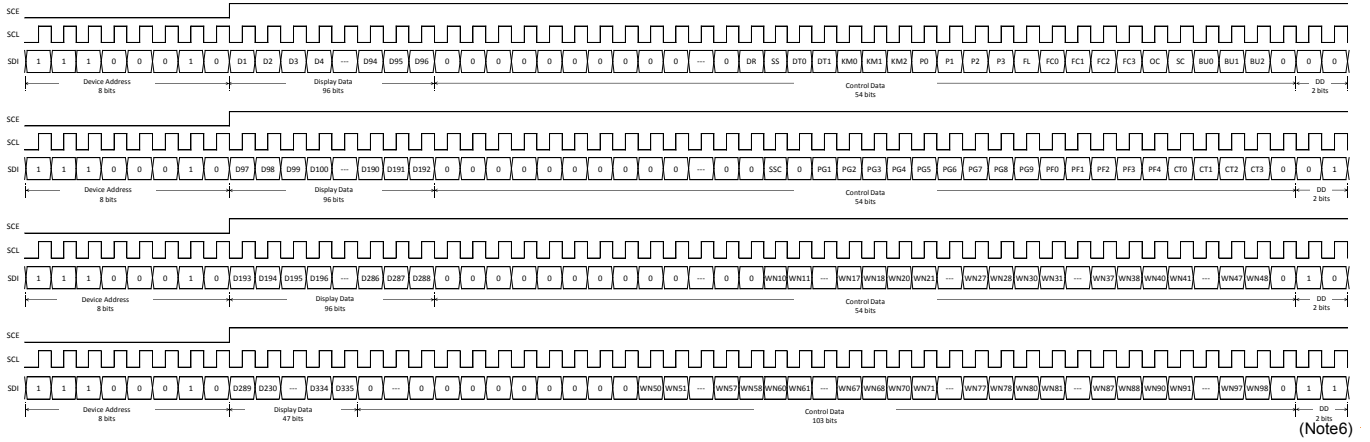 SCE
SCL
SDI 1 1 1 0 0 0 1 0 D1 D2 D3 D4 --- D94 D95 D96 0 0 0 0 0 0 0 0 0 0 --- 0 DR SS DT0 DT1 KM0 KM1 KM2 P0 P1 P2 P3 FL FC0 FC1 FC2 FC3 OC SC BU0 BU1 BU2 0 0 0
Device Address Display Data Control Data DD
8 bits 96 bits 54 bits 2 bits
SCE
SCL
SDI 1 1 1 0 0 0 1 0 D97 D98 D99 D100 --- D190 D191 D192 0 0 0 0 0 0 0 0 0 0 --- 0 0 SSC 0 PG1 PG2 PG3 PG4 PG5 PG6 PG7 PG8 PG9 PF0 PF1 PF2 PF3 PF4 CT0 CT1 CT2 CT3 0 0 1
Device Address Display Data Control Data DD
8 bits 96 bits 54 bits 2 bits
SCE
SCL
SDI 1 1 1 0 0 0 1 0 D193 D194 D195 D196 --- D286 D287 D288 0 0 0 0 0 0 0 0 0 0 --- 0 0 WN10 WN11 --- WN17 WN18 WN20 WN21 --- WN27 WN28 WN30 WN31 --- WN37 WN38 WN40 WN41 --- WN47 WN48 0 1 0
Device Address Display Data Control Data DD
8 bits 96 bits 54 bits 2 bits
SCE
SCL
SDI 1 1 1 0 0 0 1 0 D289 D230 --- D334 D335 0 --- 0 0 0 0 0 0 0 0 0 WN50 WN51 --- WN57 WN58 WN60 WN61 --- WN67 WN68 WN70 WN71 --- WN77 WN78 WN80 WN81 --- WN87 WN88 WN90 WN91 --- WN97 WN98 0 1 1
Device Address Display Data Control Data DD
8 bits 47 bits 103 bits 2 bits
(Note6)